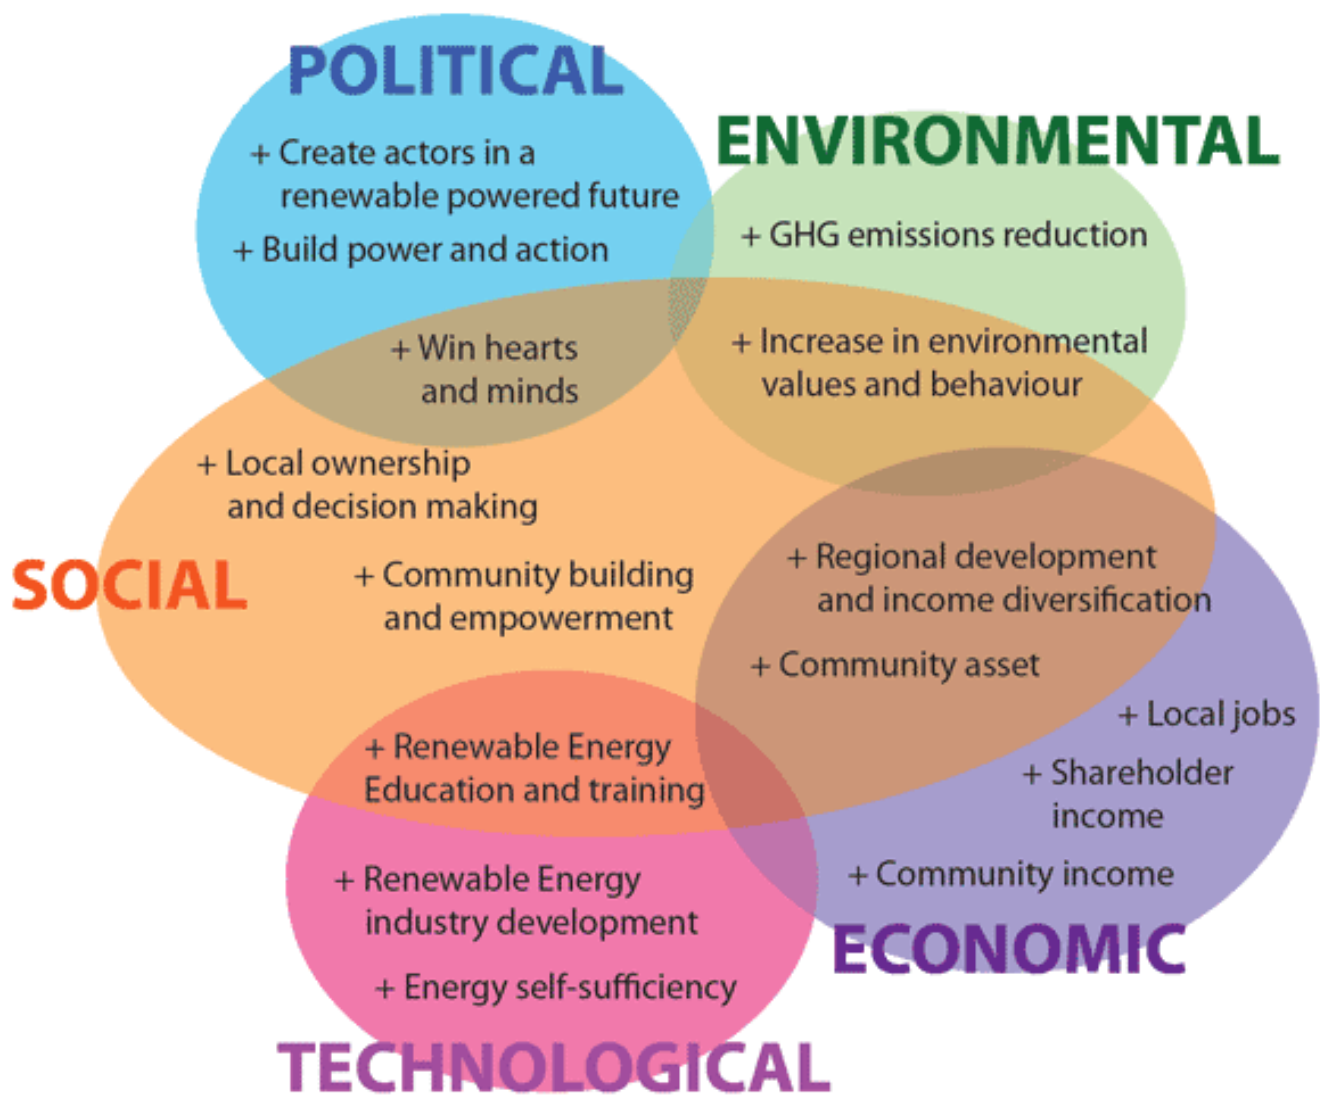 POLITICAL
+ Create actors in a
renewable powered future
+ Build power and action
ENVIRONMENTAL
+ GHG emissions reduction
+ Win hearts
and minds
+ Increase in environmental
values and behaviour
+ Local ownership
and decision making
SOCIAL
+ Community building
and empowerment
+ Regional development
and income diversification
+ Community asset
+ Local jobs
+ Shareholder
income
+ Community income
ECONOMIC
+ Renewable Energy
Education and training
+ Renewable Energy
industry development
+ Energy self-sufficiency
TECHNOLOGICAL